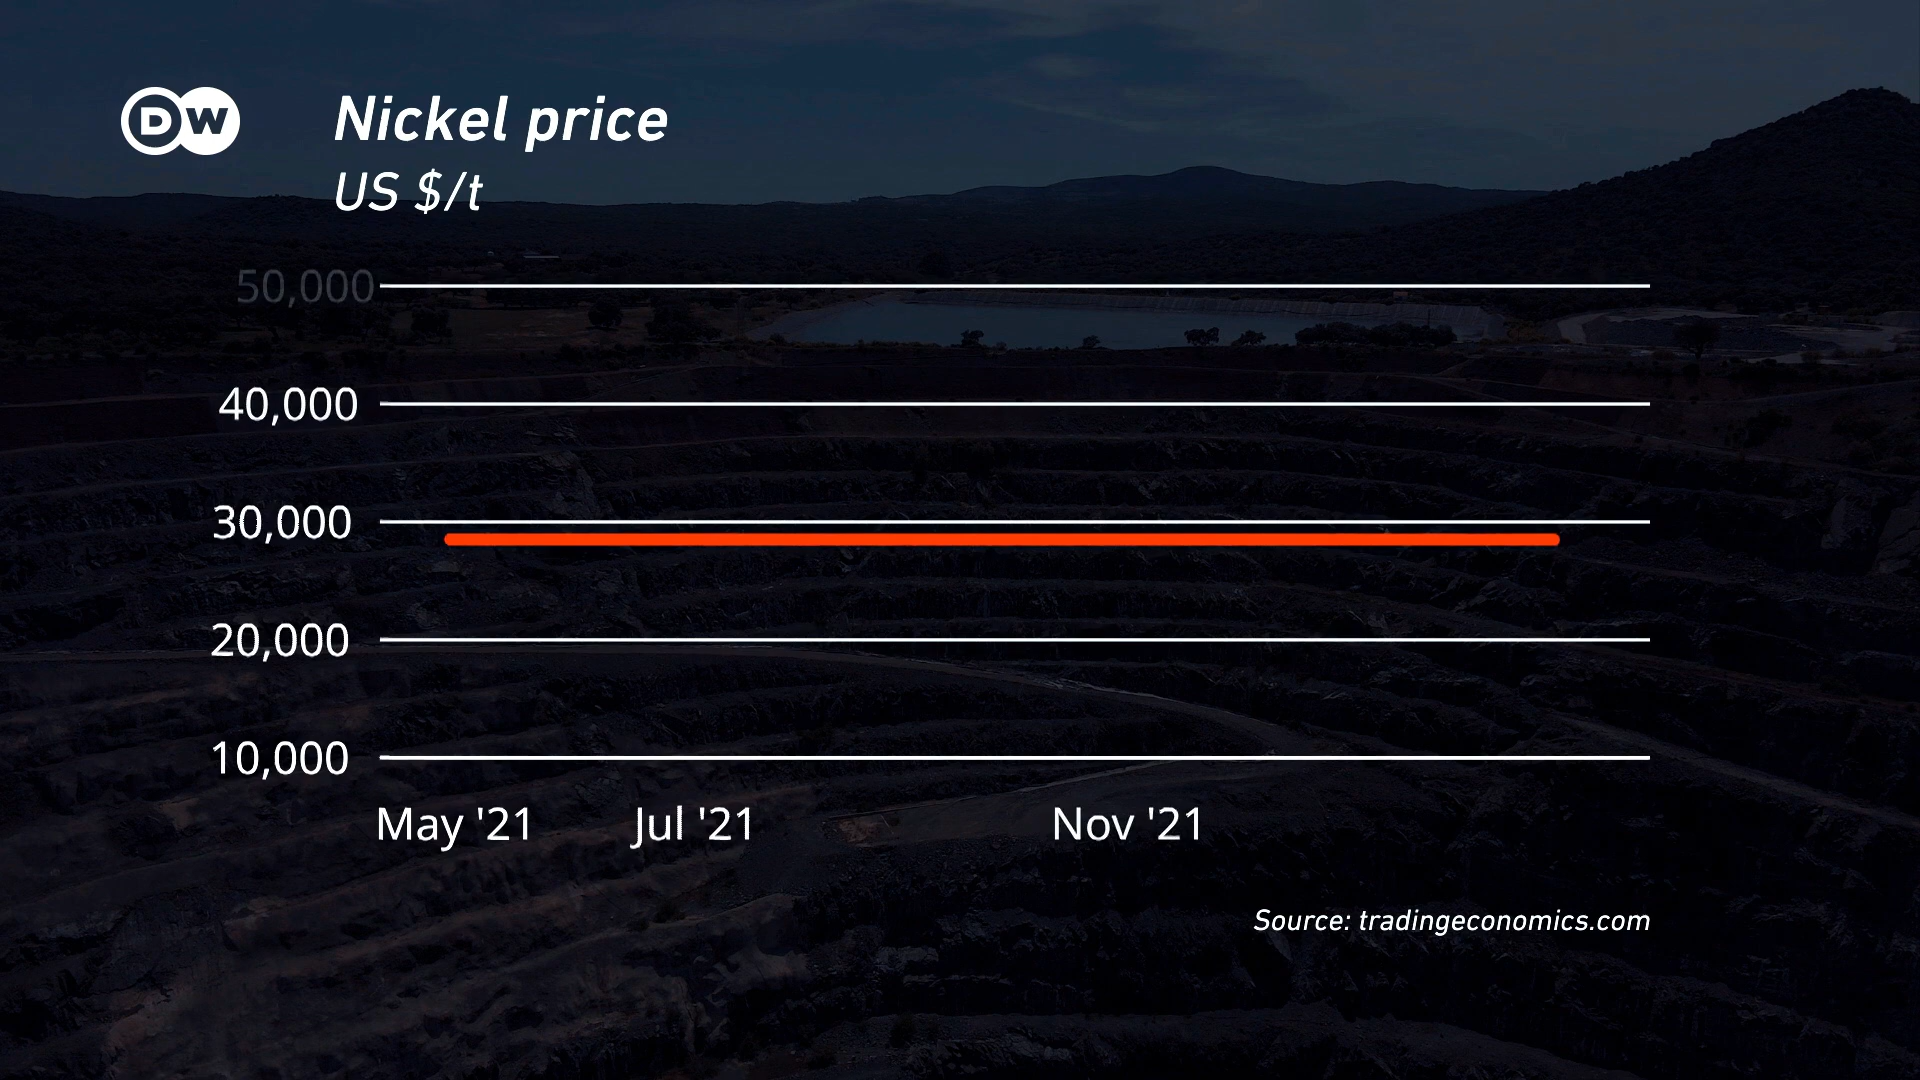 DW
Nickel price
US $/t
50,000
40,000
30,000
20,000
10,000
May '21 Jul '21 Nov '21
Source: tradingeconomics.com